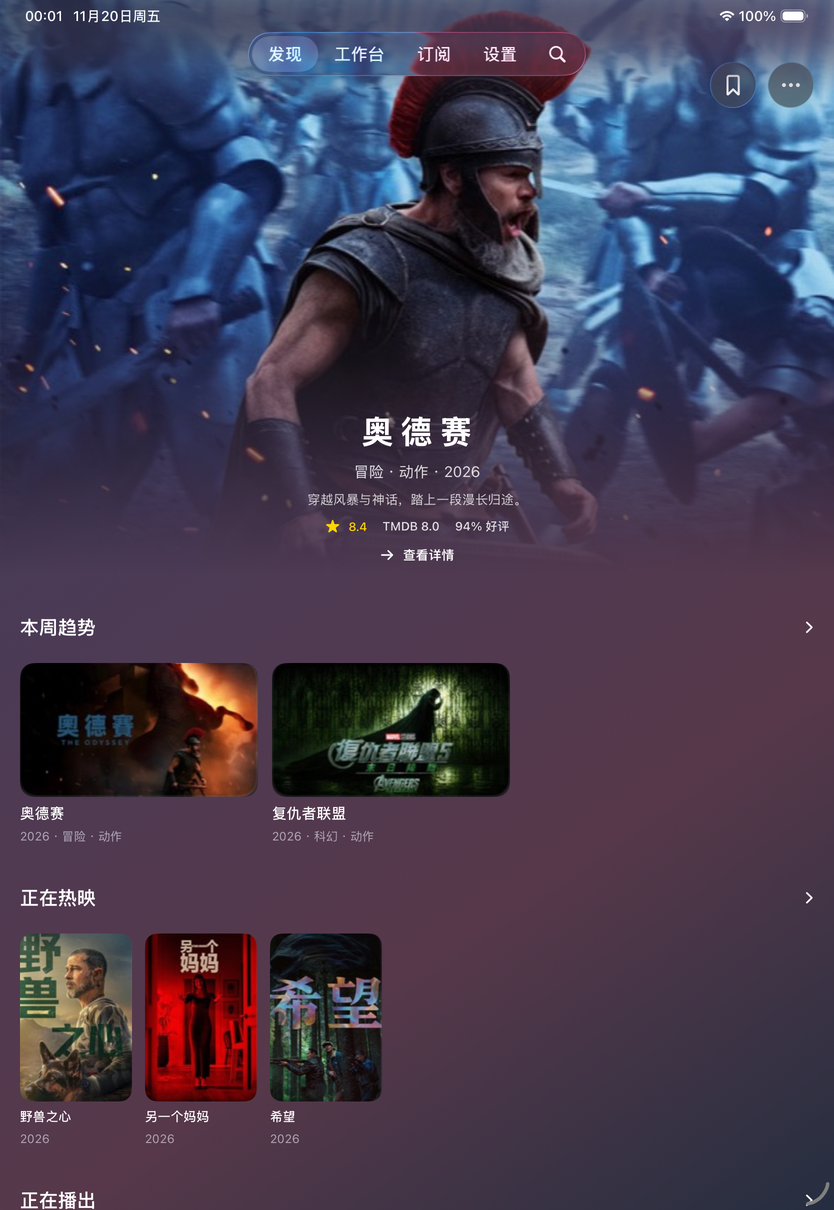 00:01 11月20日周五
100%
发现 工作台 订阅 设置
奥德赛
冒险 · 动作 · 2026
穿越风暴与神话，踏上一段漫长归途。
8.4 TMDB 8.0 94% 好评
查看详情
本周趋势
奥德赛
THE ODYSSEY
MARVEL STUDIOS
复仇者联盟5
末日降临
AVENGERS
奥德赛
2026 · 冒险 · 动作
复仇者联盟
2026 · 科幻 · 动作
正在热映
野兽之心
另一个妈妈
希望
野兽之心
2026
另一个妈妈
2026
希望
2026
正在播出